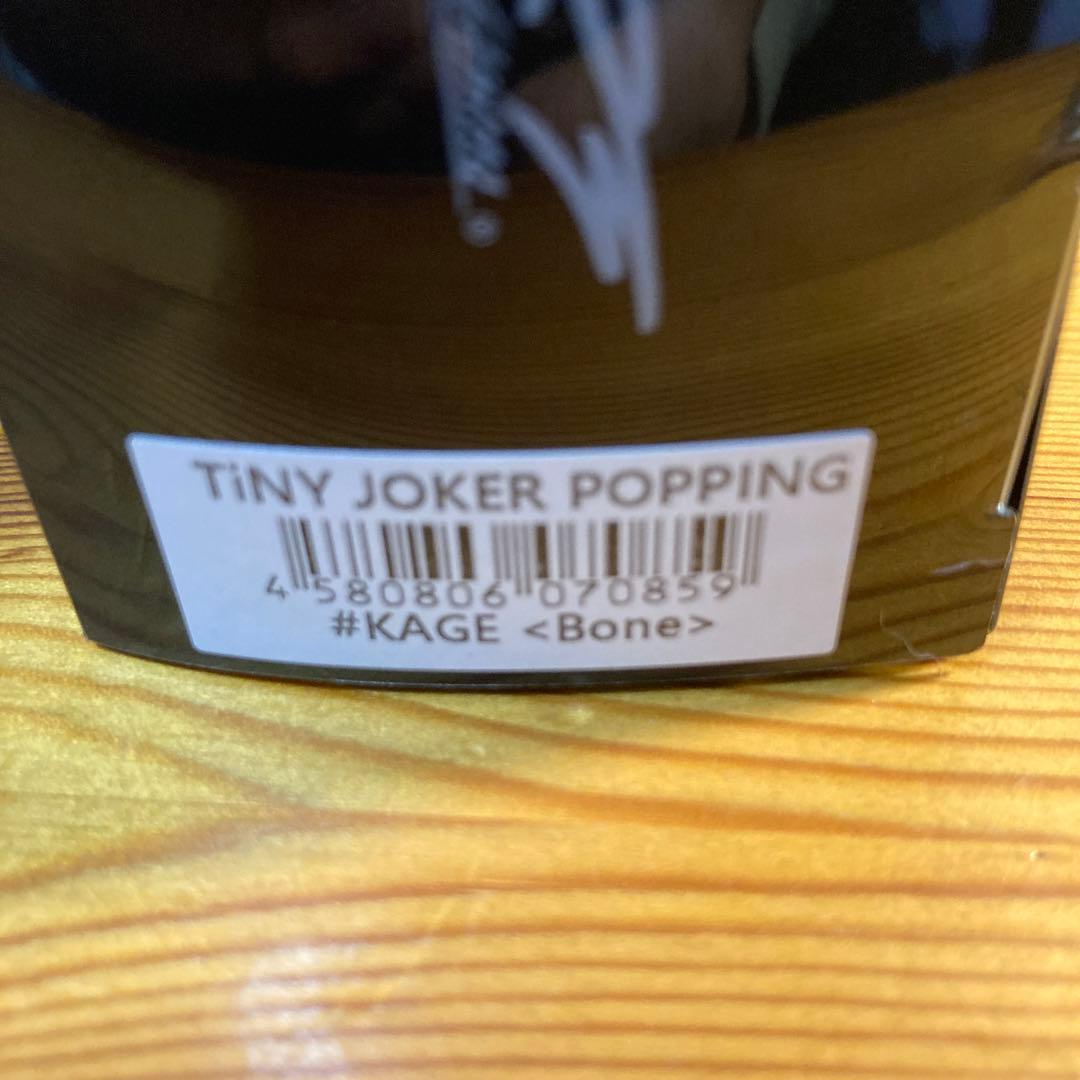 TiNY JOKER POPPING
4 580806 070859
#KAGE <Bone>